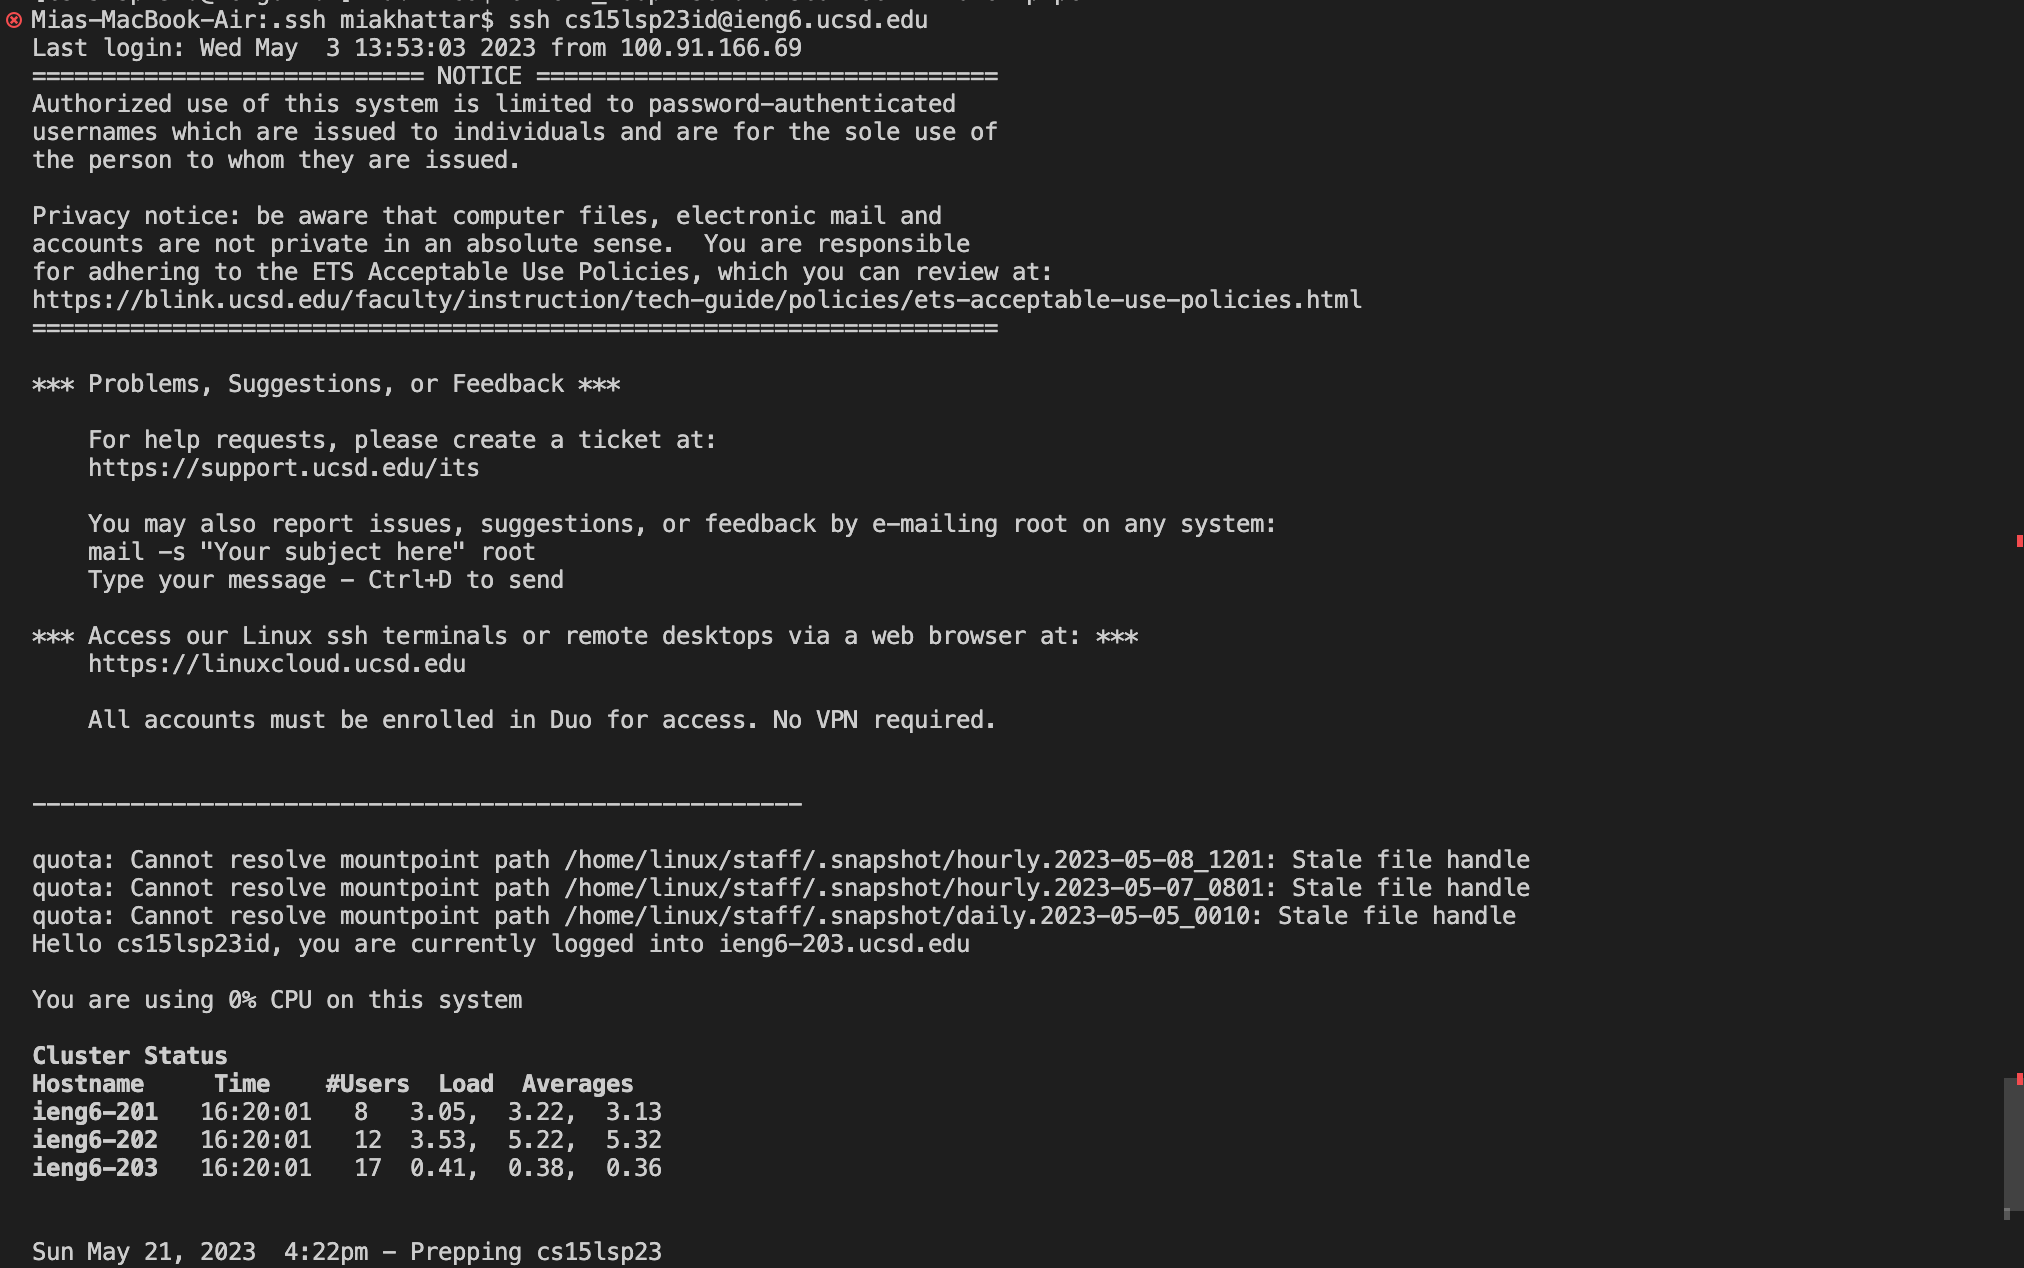 Mias-MacBook-Air:.ssh miakhattar$ ssh cs15lsp23id@ieng6.ucsd.edu
Last login: Wed May  3 13:53:03 2023 from 100.91.166.69
============================ NOTICE =================================
Authorized use of this system is limited to password-authenticated
usernames which are issued to individuals and are for the sole use of
the person to whom they are issued.

Privacy notice: be aware that computer files, electronic mail and
accounts are not private in an absolute sense.  You are responsible
for adhering to the ETS Acceptable Use Policies, which you can review at:
https://blink.ucsd.edu/faculty/instruction/tech-guide/policies/ets-acceptable-use-policies.html
=====================================================================

*** Problems, Suggestions, or Feedback ***

    For help requests, please create a ticket at:
    https://support.ucsd.edu/its

    You may also report issues, suggestions, or feedback by e-mailing root on any system:
    mail -s "Your subject here" root
    Type your message - Ctrl+D to send

*** Access our Linux ssh terminals or remote desktops via a web browser at: ***
    https://linuxcloud.ucsd.edu

    All accounts must be enrolled in Duo for access. No VPN required.

-------------------------------------------------------

quota: Cannot resolve mountpoint path /home/linux/staff/.snapshot/hourly.2023-05-08_1201: Stale file handle
quota: Cannot resolve mountpoint path /home/linux/staff/.snapshot/hourly.2023-05-07_0801: Stale file handle
quota: Cannot resolve mountpoint path /home/linux/staff/.snapshot/daily.2023-05-05_0010: Stale file handle
Hello cs15lsp23id, you are currently logged into ieng6-203.ucsd.edu

You are using 0% CPU on this system

Cluster Status
Hostname     Time    #Users  Load  Averages
ieng6-201   16:20:01   8   3.05,  3.22,  3.13
ieng6-202   16:20:01   12  3.53,  5.22,  5.32
ieng6-203   16:20:01   17  0.41,  0.38,  0.36

Sun May 21, 2023  4:22pm - Prepping cs15lsp23